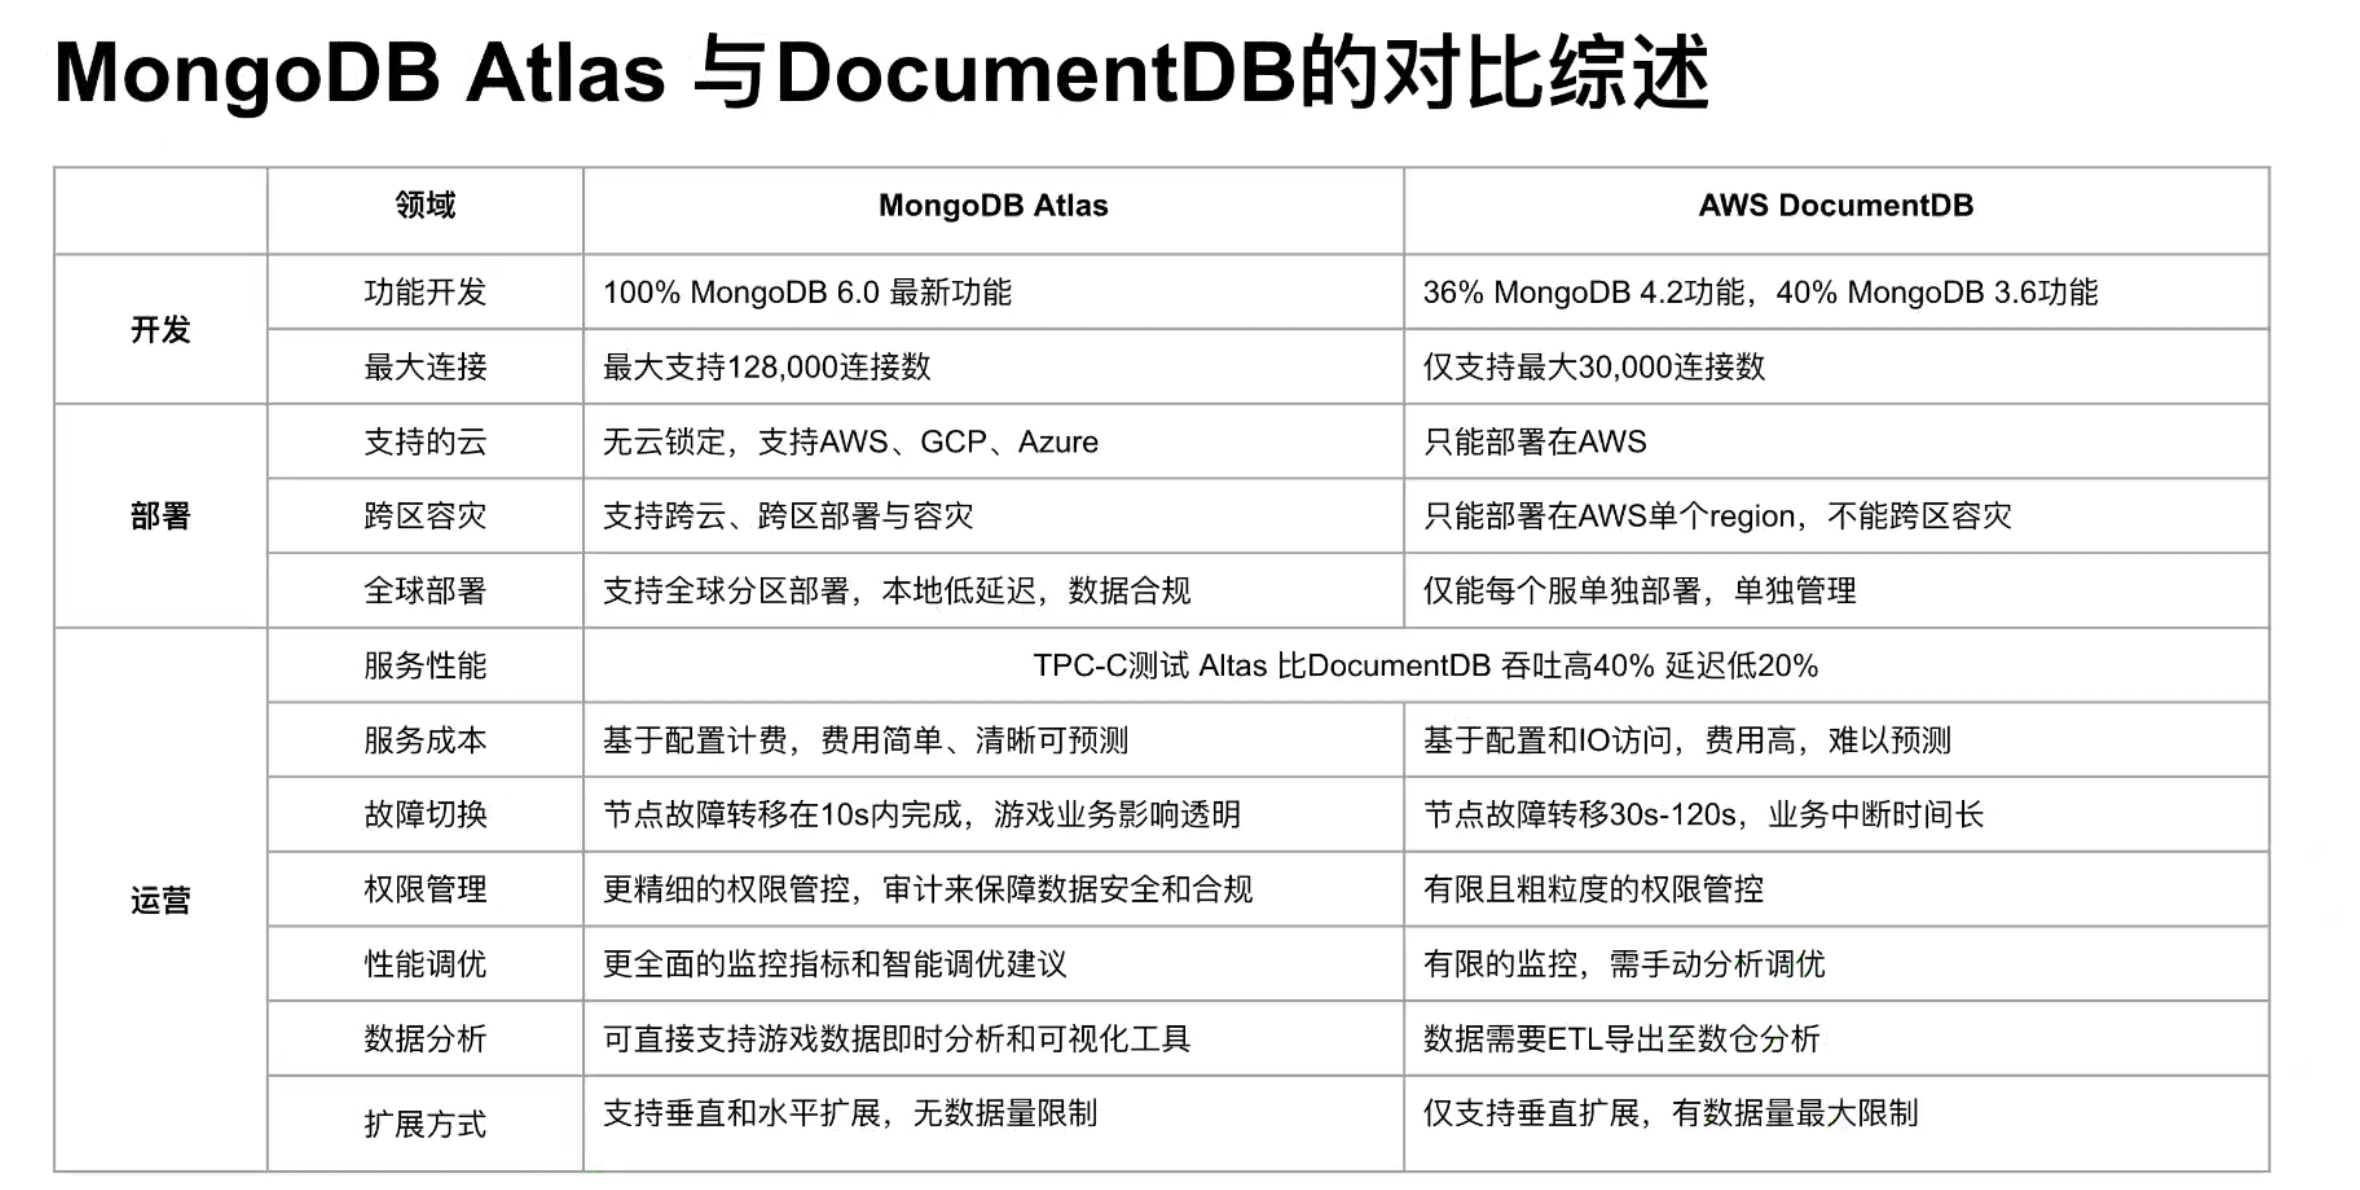 MongoDB Atlas 与DocumentDB的对比综述
领域 MongoDB Atlas AWS DocumentDB
开发
功能开发 100% MongoDB 6.0 最新功能 36% MongoDB 4.2功能，40% MongoDB 3.6功能
最大连接 最大支持128,000连接数 仅支持最大30,000连接数
部署
支持的云 无云锁定，支持AWS、GCP、Azure 只能部署在AWS
跨区容灾 支持跨云、跨区部署与容灾 只能部署在AWS单个region，不能跨区容灾
全球部署 支持全球分区部署，本地低延迟，数据合规 仅能每个服单独部署，单独管理
运营
服务性能 TPC-C测试 Altas 比DocumentDB 吞吐高40% 延迟低20%
服务成本 基于配置计费，费用简单、清晰可预测 基于配置和IO访问，费用高，难以预测
故障切换 节点故障转移在10s内完成，游戏业务影响透明 节点故障转移30s-120s，业务中断时间长
权限管理 更精细的权限管控，审计来保障数据安全和合规 有限且粗粒度的权限管控
性能调优 更全面的监控指标和智能调优建议 有限的监控，需手动分析调优
数据分析 可直接支持游戏数据即时分析和可视化工具 数据需要ETL导出至数仓分析
扩展方式 支持垂直和水平扩展，无数据量限制 仅支持垂直扩展，有数据量最大限制